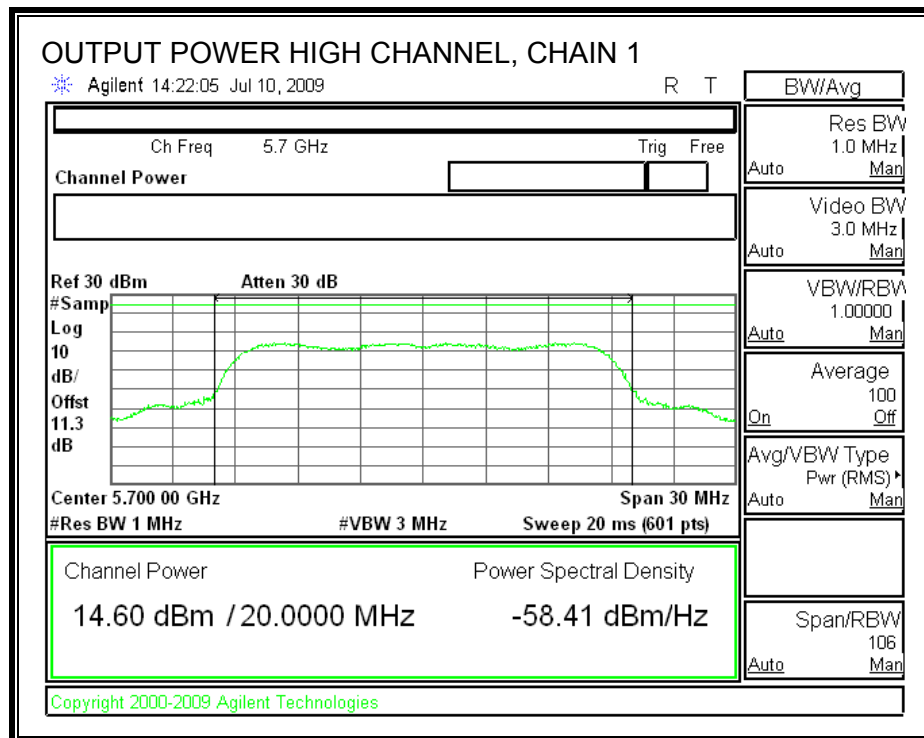 OUTPUT POWER HIGH CHANNEL, CHAIN 1
Agilent 14:22:05 Jul 10, 2009 R T
Ch Freq 5.7 GHz Trig Free
Channel Power
Ref 30 dBm Atten 30 dB
#Samp
Log
10
dB/
Offst
11.3
dB
Center 5.700 00 GHz Span 30 MHz
#Res BW 1 MHz #VBW 3 MHz Sweep 20 ms (601 pts)
Channel Power Power Spectral Density
14.60 dBm / 20.0000 MHz -58.41 dBm/Hz
Copyright 2000-2009 Agilent Technologies
BW/Avg
Res BW
1.0 MHz
Auto Man
Video BW
3.0 MHz
Auto Man
VBW/RBW
1.00000
Auto Man
Average
100
On Off
Avg/VBW Type
Pwr (RMS)
Auto Man
Span/RBW
106
Auto Man